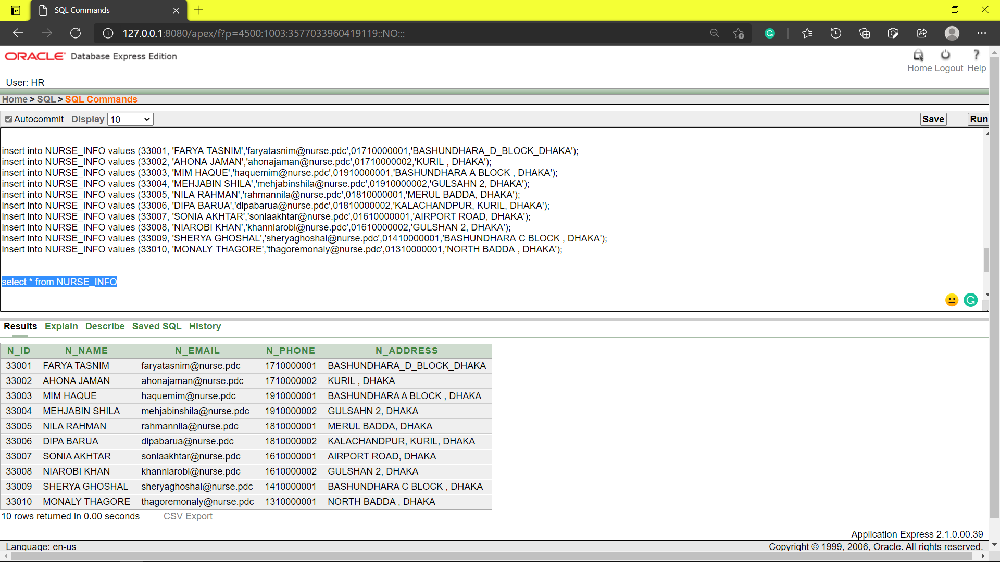 SQL Commands
127.0.0.1:8080/apex/f?p=4500:1003:3577033960419119::NO:::
ORACLE Database Express Edition
Home Logout Help
User: HR
Home > SQL > SQL Commands
Autocommit Display 10 Save Run
insert into NURSE_INFO values (33001, 'FARYA TASNIM','faryatasnim@nurse.pdc',01710000001,'BASHUNDHARA_D_BLOCK_DHAKA');
insert into NURSE_INFO values (33002, 'AHONA JAMAN','ahonajaman@nurse.pdc',01710000002,'KURIL , DHAKA');
insert into NURSE_INFO values (33003, 'MIM HAQUE','haquemim@nurse.pdc',01910000001,'BASHUNDHARA A BLOCK , DHAKA');
insert into NURSE_INFO values (33004, 'MEHJABIN SHILA','mehjabinshila@nurse.pdc',01910000002,'GULSAHN 2, DHAKA');
insert into NURSE_INFO values (33005, 'NILA RAHMAN','rahmannila@nurse.pdc',01810000001,'MERUL BADDA, DHAKA');
insert into NURSE_INFO values (33006, 'DIPA BARUA','dipabarua@nurse.pdc',01810000002,'KALACHANDPUR, KURIL, DHAKA');
insert into NURSE_INFO values (33007, 'SONIA AKHTAR','soniaakhtar@nurse.pdc',01610000001,'AIRPORT ROAD, DHAKA');
insert into NURSE_INFO values (33008, 'NIAROBI KHAN','khanniarobi@nurse.pdc',01610000002,'GULSHAN 2, DHAKA');
insert into NURSE_INFO values (33009, 'SHERYA GHOSHAL','sheryaghoshal@nurse.pdc',01410000001,'BASHUNDHARA C BLOCK , DHAKA');
insert into NURSE_INFO values (33010, 'MONALY THAGORE','thagoremonaly@nurse.pdc',01310000001,'NORTH BADDA , DHAKA');
select * from NURSE_INFO
Results Explain Describe Saved SQL History
N_ID N_NAME N_EMAIL N_PHONE N_ADDRESS
33001 FARYA TASNIM faryatasnim@nurse.pdc 1710000001 BASHUNDHARA_D_BLOCK_DHAKA
33002 AHONA JAMAN ahonajaman@nurse.pdc 1710000002 KURIL , DHAKA
33003 MIM HAQUE haquemim@nurse.pdc 1910000001 BASHUNDHARA A BLOCK , DHAKA
33004 MEHJABIN SHILA mehjabinshila@nurse.pdc 1910000002 GULSAHN 2, DHAKA
33005 NILA RAHMAN rahmannila@nurse.pdc 1810000001 MERUL BADDA, DHAKA
33006 DIPA BARUA dipabarua@nurse.pdc 1810000002 KALACHANDPUR, KURIL, DHAKA
33007 SONIA AKHTAR soniaakhtar@nurse.pdc 1610000001 AIRPORT ROAD, DHAKA
33008 NIAROBI KHAN khanniarobi@nurse.pdc 1610000002 GULSHAN 2, DHAKA
33009 SHERYA GHOSHAL sheryaghoshal@nurse.pdc 1410000001 BASHUNDHARA C BLOCK , DHAKA
33010 MONALY THAGORE thagoremonaly@nurse.pdc 1310000001 NORTH BADDA , DHAKA
10 rows returned in 0.00 seconds CSV Export
Application Express 2.1.0.00.39
Language: en-us Copyright © 1999, 2006, Oracle. All rights reserved.